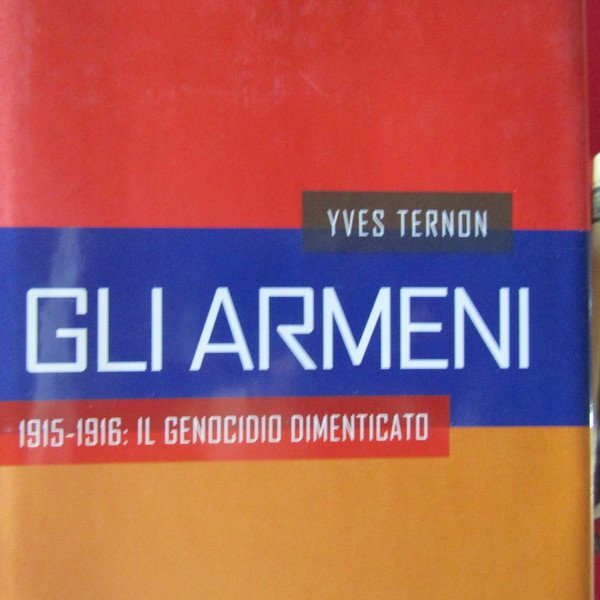 YVES TERNON
GLI ARMENI
1915-1916: IL GENOCIDIO DIMENTICATO